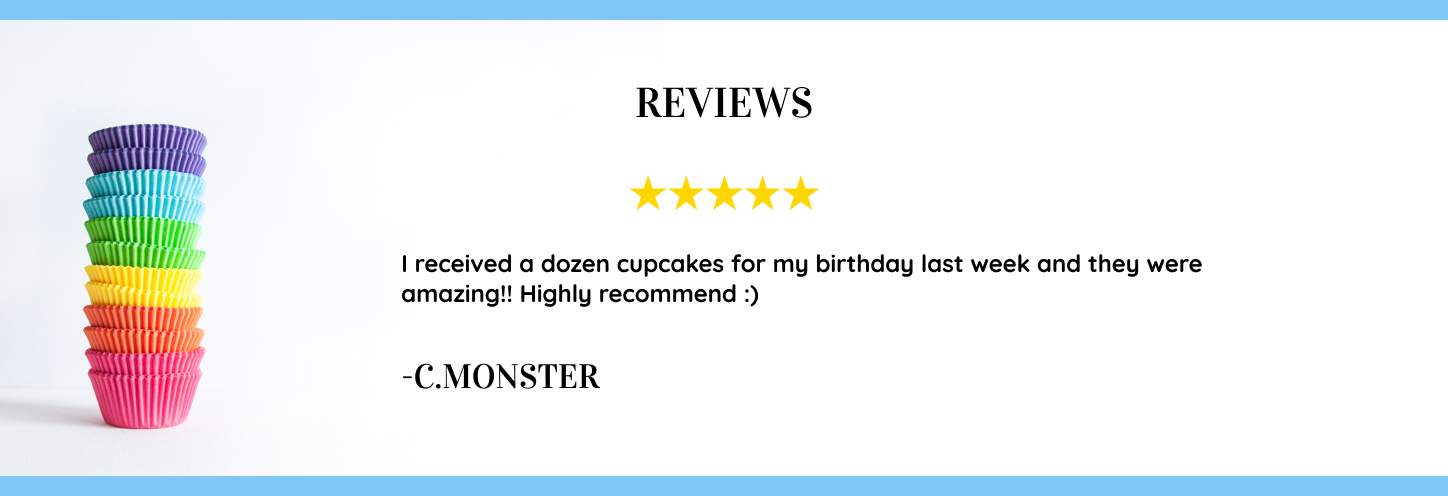 REVIEWS
★★★★★
I received a dozen cupcakes for my birthday last week and they were
amazing!! Highly recommend :)
-C.MONSTER